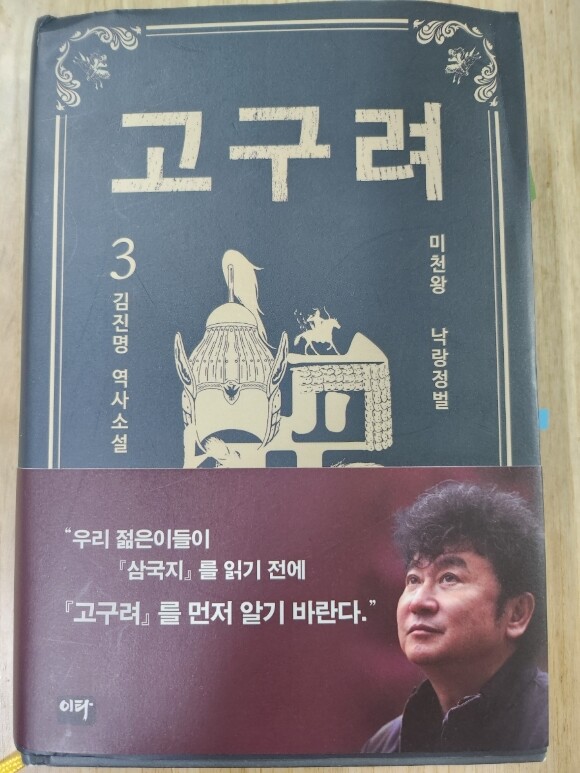 고구려
3
김진명 역사소설
미천왕 낙랑정벌
“우리 젊은이들이
『삼국지』를 읽기 전에
『고구려』를 먼저 알기 바란다.”
이타